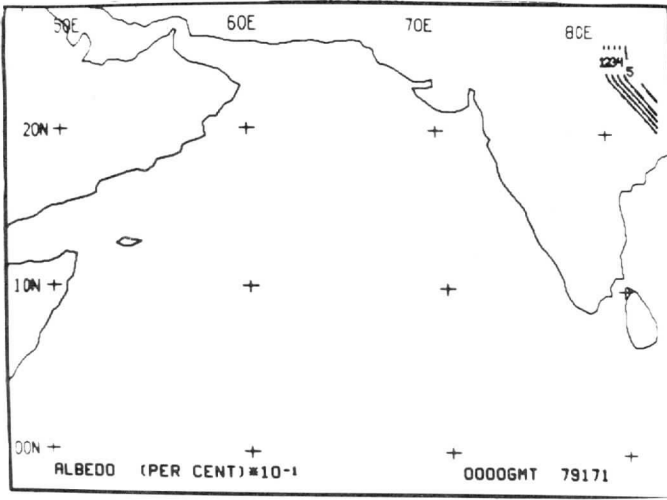 50E 60E 70E 80E
1234
5
20N
10N
00N
ALBEDO (PER CENT)*10-1 0000GMT 79171